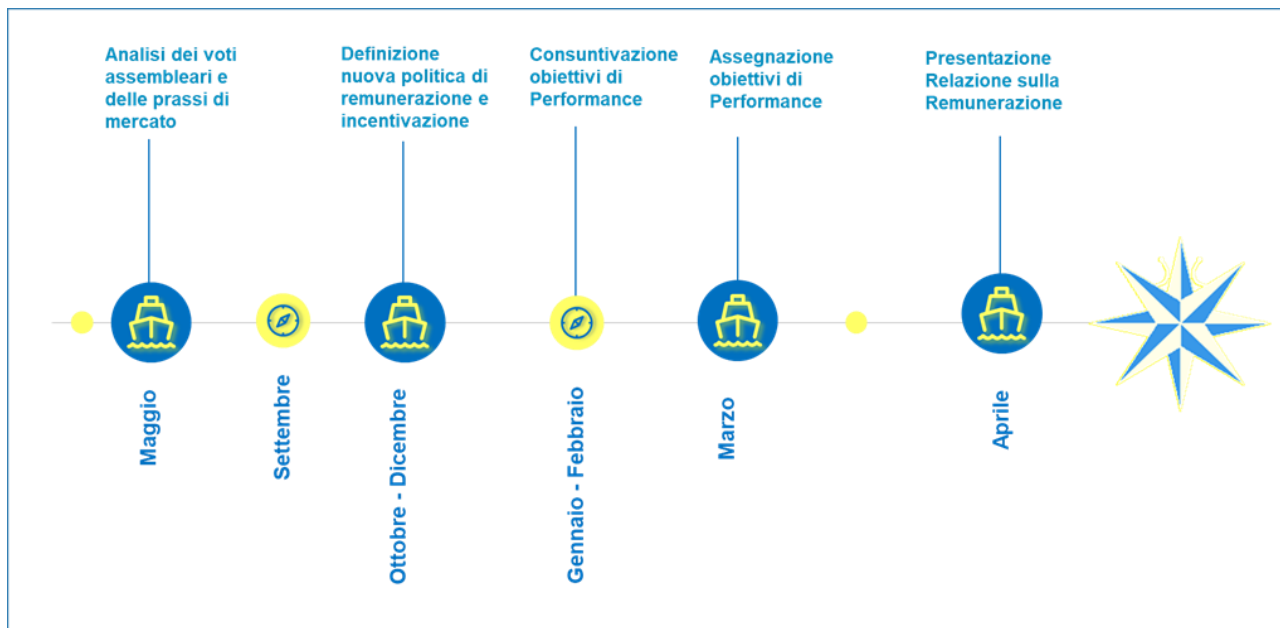 Analisi dei voti
assembleari e
delle prassi di
mercato
Definizione
nuova politica di
remunerazione e
incentivazione
Consuntivazione
obiettivi di
Performance
Assegnazione
obiettivi di
Performance
Presentazione
Relazione sulla
Remunerazione
Maggio
Settembre
Ottobre - Dicembre
Gennaio - Febbraio
Marzo
Aprile